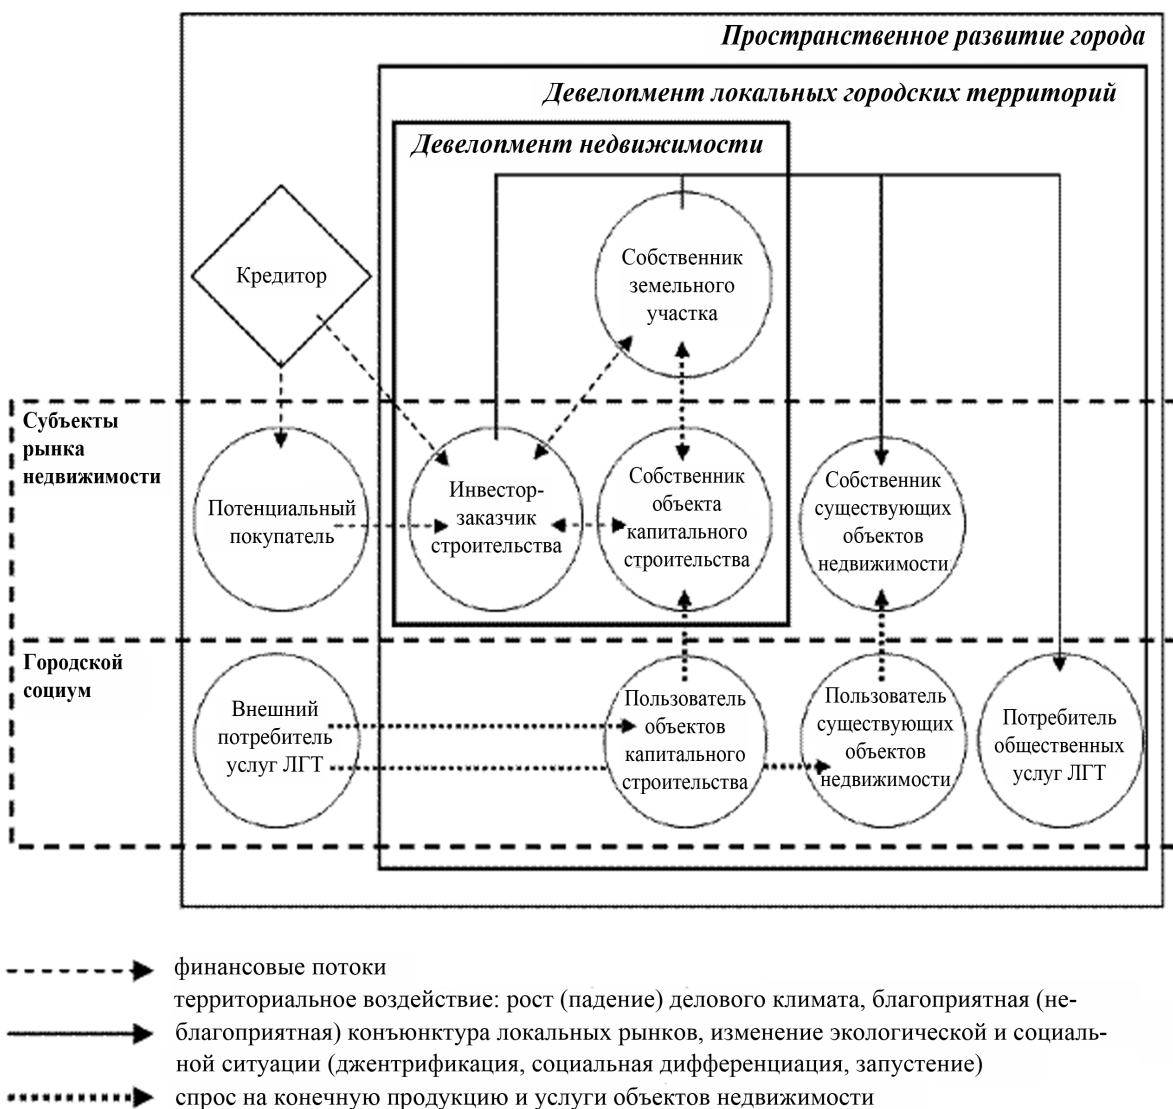 Пространственное развитие города
Девелопмент локальных городских территорий
Девелопмент недвижимости
Кредитор
Собственник
земельного
участка
Субъекты
рынка
недвижимости
Потенциальный
покупатель
Инвестор-
заказчик
строительства
Собственник
объекта
капитального
строительства
Собственник
существующих
объектов
недвижимости
Городской
социум
Внешний
потребитель
услуг ЛГТ
Пользователь
объектов
капитального
строительства
Пользователь
существующих
объектов
недвижимости
Потребитель
общественных
услуг ЛГТ
финансовые потоки
территориальное воздействие: рост (падение) делового климата, благоприятная (не-
благоприятная) конъюнктура локальных рынков, изменение экологической и социаль-
ной ситуации (джентрификация, социальная дифференциация, запустение)
спрос на конечную продукцию и услуги объектов недвижимости